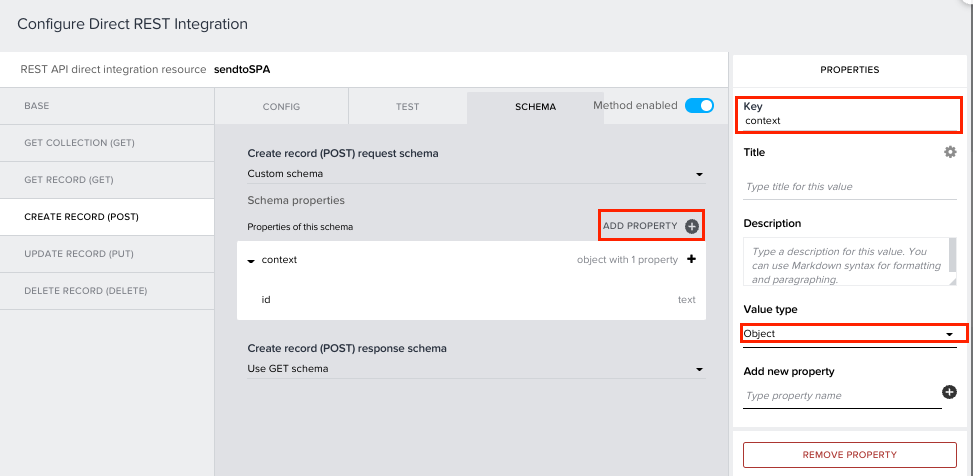 Configure Direct REST Integration
REST API direct integration resource sendtoSPA
BASE
GET COLLECTION (GET)
GET RECORD (GET)
CREATE RECORD (POST)
UPDATE RECORD (PUT)
DELETE RECORD (DELETE)
CONFIG
TEST
SCHEMA
Method enabled
Create record (POST) request schema
Custom schema
Schema properties
Properties of this schema
ADD PROPERTY
context
object with 1 property
id
text
Create record (POST) response schema
Use GET schema
PROPERTIES
Key
context
Title
Type title for this value
Description
Type a description for this value. You
can use Markdown syntax for formatting
and paragraphing.
Value type
Object
Add new property
Type property name
REMOVE PROPERTY